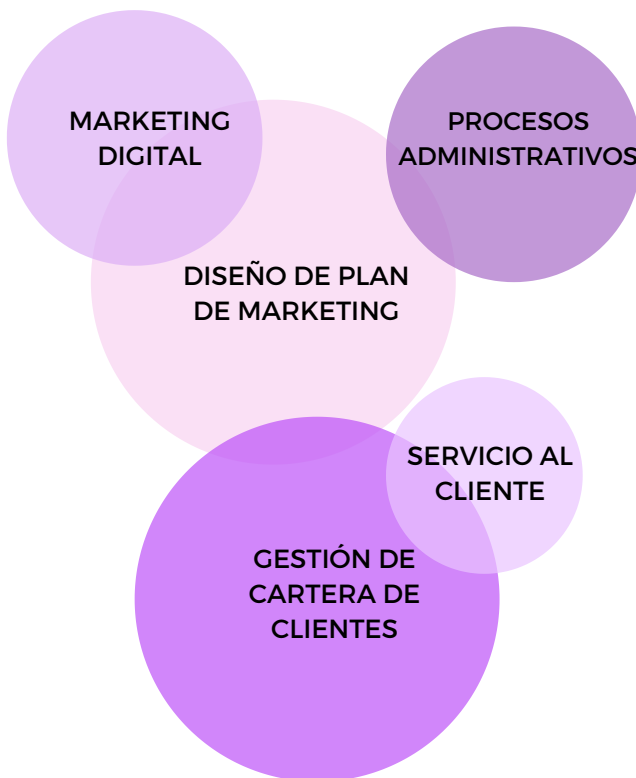 MARKETING
DIGITAL
PROCESOS
ADMINISTRATIVOS
DISEÑO DE PLAN
DE MARKETING
SERVICIO AL
CLIENTE
GESTIÓN DE
CARTERA DE
CLIENTES